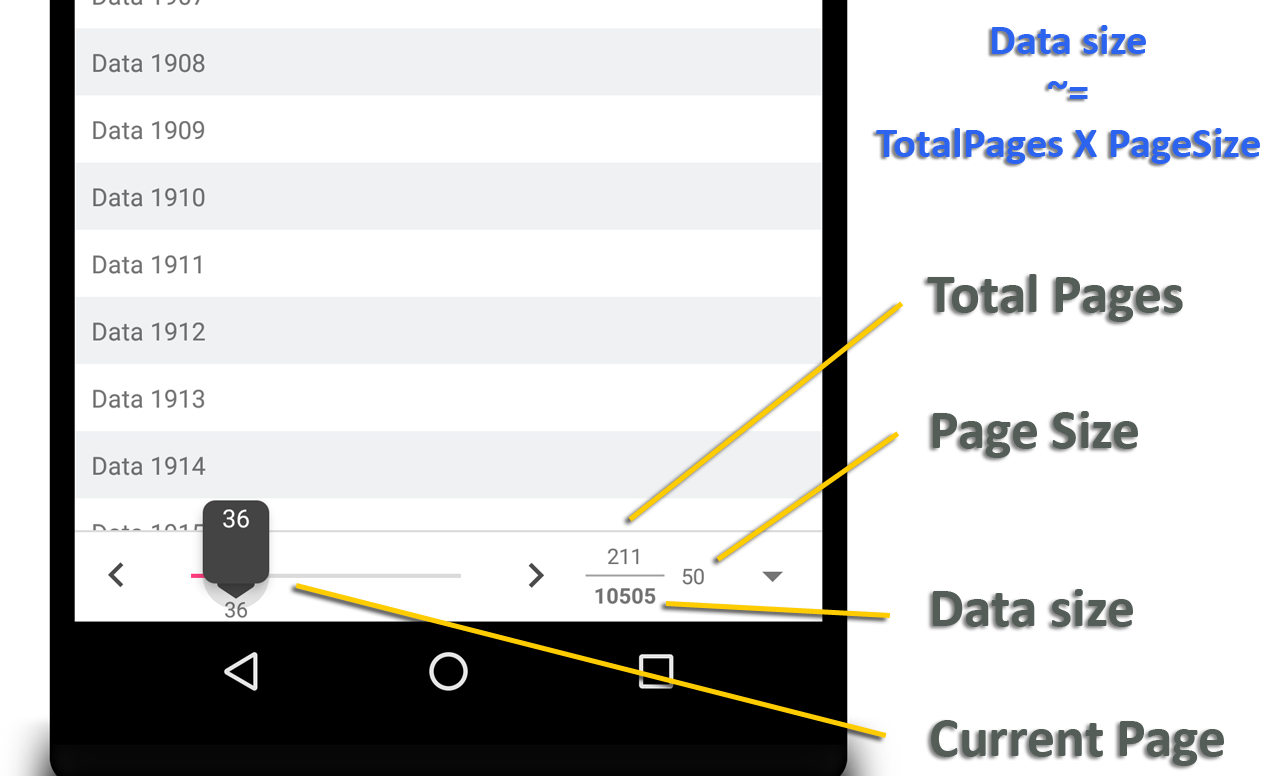 Data 1907
Data 1908
Data 1909
Data 1910
Data 1911
Data 1912
Data 1913
Data 1914
Data 1915
36
36
211
10505
50
Data size
~=
TotalPages X PageSize
Total Pages
Page Size
Data size
Current Page